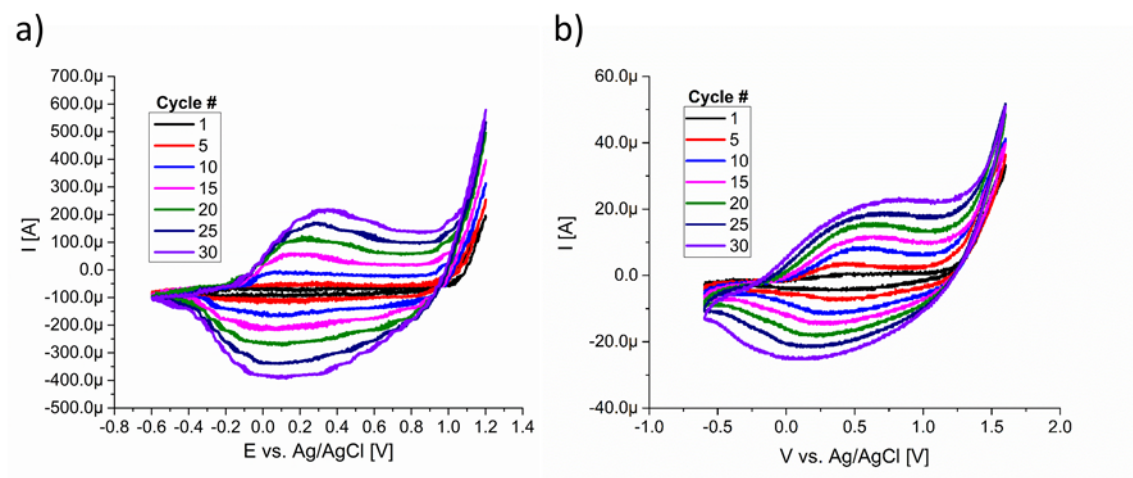 a)
b)
700.0µ
600.0µ
500.0µ
400.0µ
300.0µ
200.0µ
100.0µ
0.0
-100.0µ
-200.0µ
-300.0µ
-400.0µ
-500.0µ
I [A]
Cycle #
1
5
10
15
20
25
30
-0.8 -0.6 -0.4 -0.2 0.0 0.2 0.4 0.6 0.8 1.0 1.2 1.4
E vs. Ag/AgCl [V]
60.0µ
40.0µ
20.0µ
0.0
-20.0µ
-40.0µ
I [A]
Cycle #
1
5
10
15
20
25
30
-1.0 -0.5 0.0 0.5 1.0 1.5 2.0
V vs. Ag/AgCl [V]